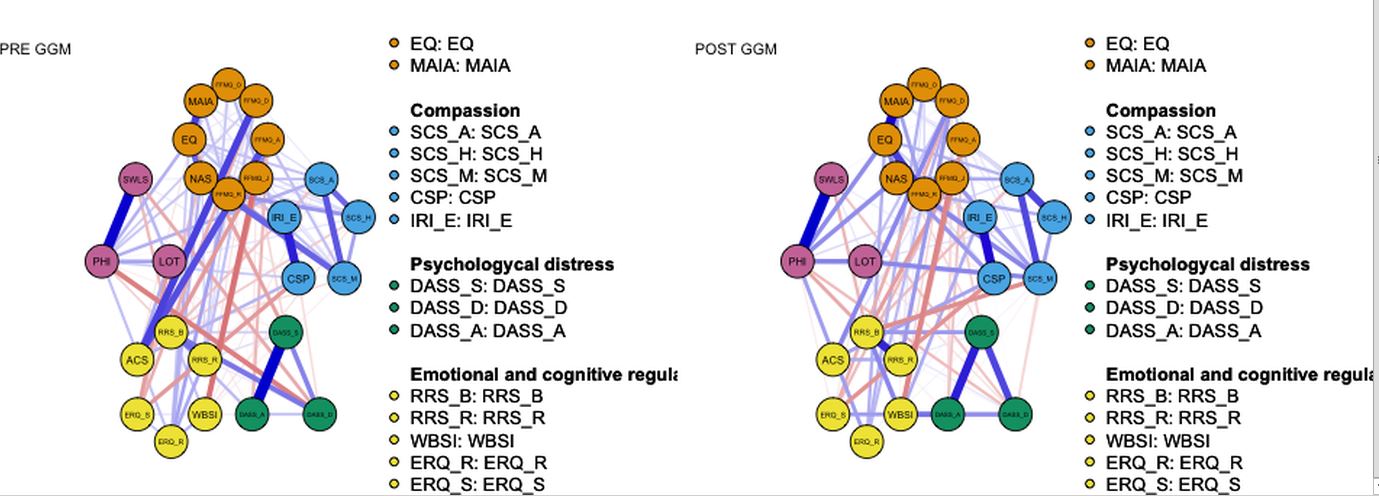 PRE GGM
EQ: EQ
MAIA: MAIA
Compassion
SCS_A: SCS_A
SCS_H: SCS_H
SCS_M: SCS_M
CSP: CSP
IRI_E: IRI_E
Psychologycal distress
DASS_S: DASS_S
DASS_D: DASS_D
DASS_A: DASS_A
Emotional and cognitive regula
RRS_B: RRS_B
RRS_R: RRS_R
WBSI: WBSI
ERQ_R: ERQ_R
ERQ_S: ERQ_S
FFMQ_O
MAIA
FFMQ_D
EQ
FFMQ_A
NAS
FFMQ_J
FFMQ_R
SWLS
SCS_A
IRI_E
SCS_H
PHI
LOT
CSP
SCS_M
RRS_B
DASS_S
ACS
RRS_R
ERQ_S
WBSI
DASS_A
DASS_D
ERQ_R
POST GGM
EQ: EQ
MAIA: MAIA
Compassion
SCS_A: SCS_A
SCS_H: SCS_H
SCS_M: SCS_M
CSP: CSP
IRI_E: IRI_E
Psychologycal distress
DASS_S: DASS_S
DASS_D: DASS_D
DASS_A: DASS_A
Emotional and cognitive regula
RRS_B: RRS_B
RRS_R: RRS_R
WBSI: WBSI
ERQ_R: ERQ_R
ERQ_S: ERQ_S
FFMQ_O
MAIA
FFMQ_D
EQ
FFMQ_A
NAS
FFMQ_J
FFMQ_R
SWLS
SCS_A
IRI_E
SCS_H
PHI
LOT
CSP
SCS_M
RRS_B
DASS_S
ACS
RRS_R
ERQ_S
WBSI
DASS_A
DASS_D
ERQ_R